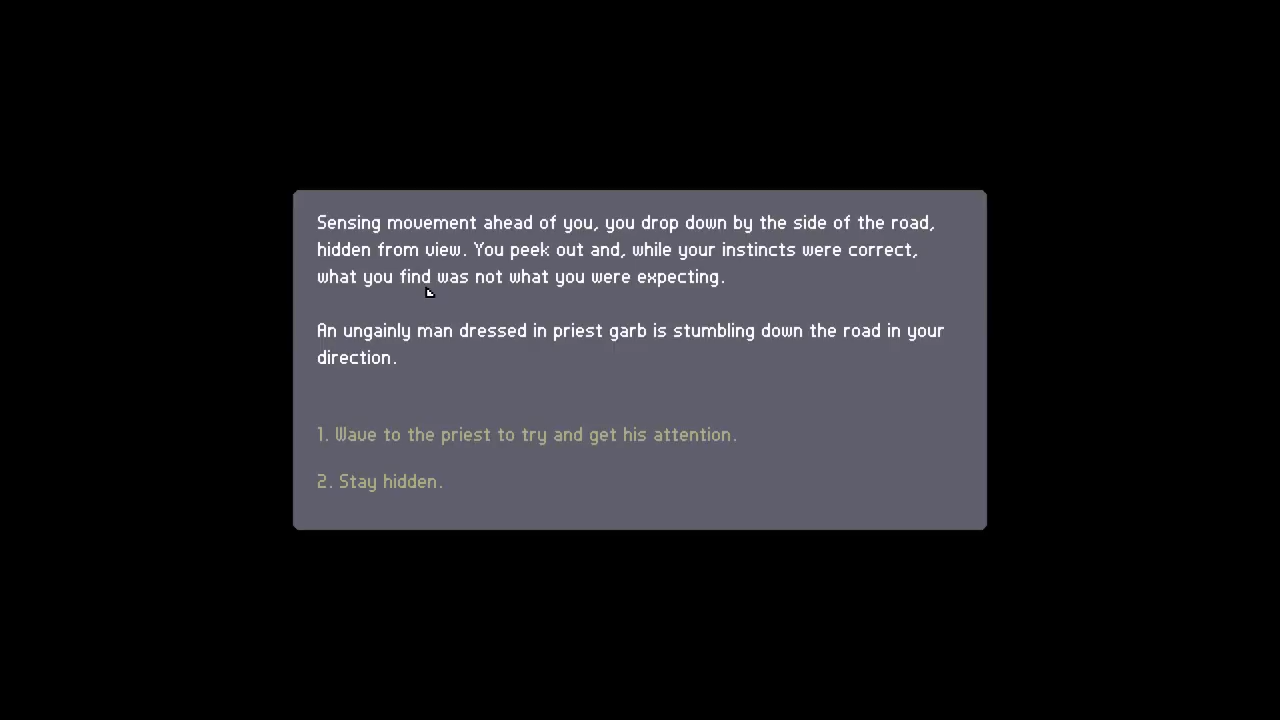 Sensing movement ahead of you, you drop down by the side of the road,
hidden from view. You peek out and, while your instincts were correct,
what you find was not what you were expecting.
An ungainly man dressed in priest garb is stumbling down the road in your
direction.
1. Wave to the priest to try and get his attention.
2. Stay hidden.